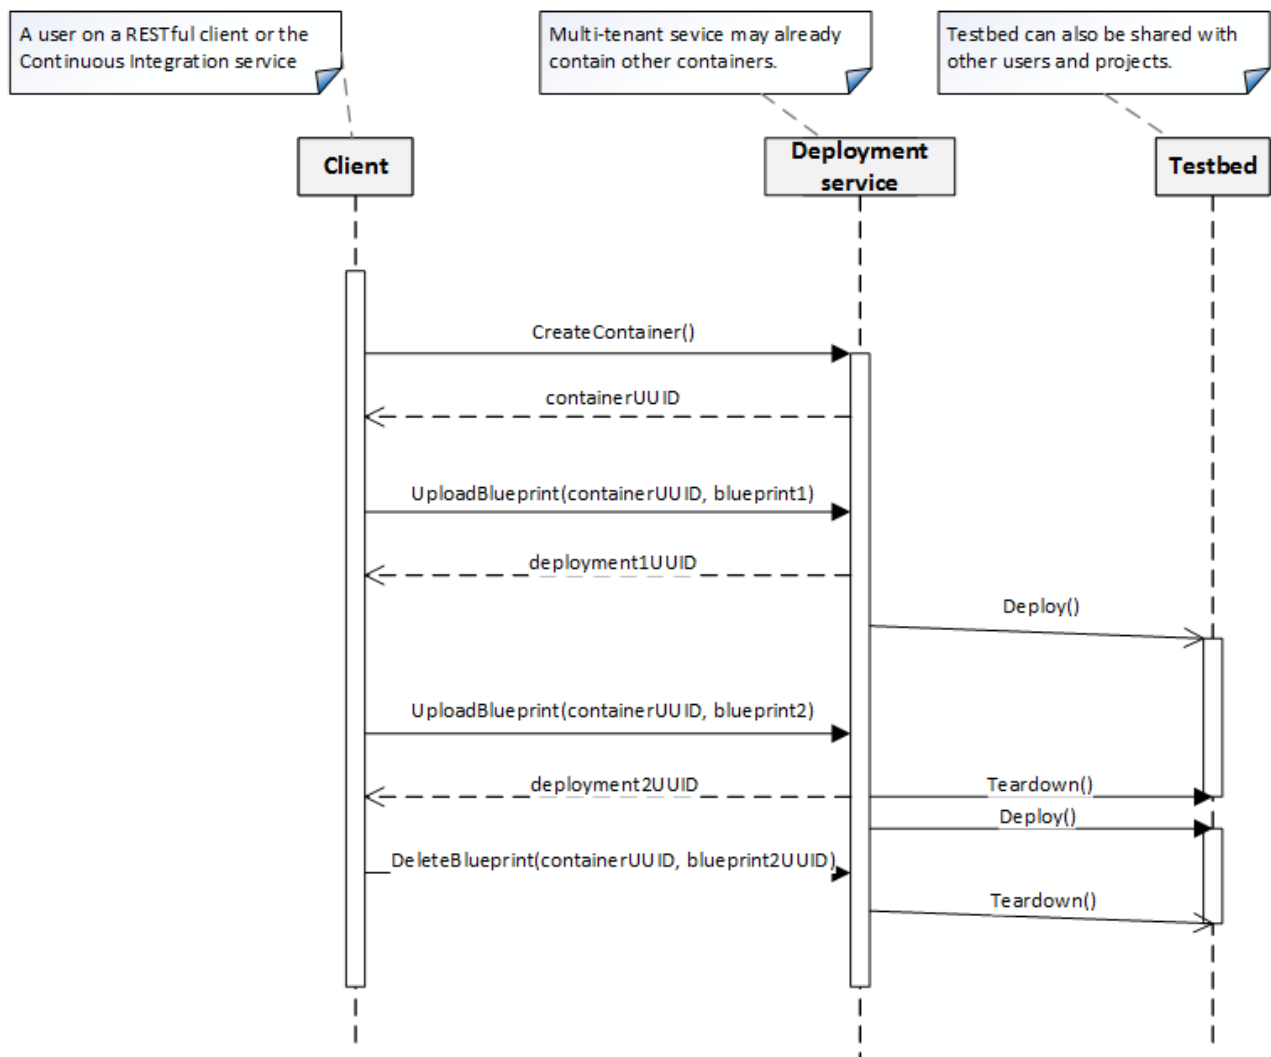 A user on a RESTful client or the
Continuous Integration service
Multi-tenant sevice may already
contain other containers.
Testbed can also be shared with
other users and projects.
Client
Deployment
service
Testbed
CreateContainer()
containerUUID
UploadBlueprint(containerUUID, blueprint1)
deployment1UUID
Deploy()
UploadBlueprint(containerUUID, blueprint2)
deployment2UUID
Teardown()
Deploy()
DeleteBlueprint(containerUUID, blueprint2UUID)
Teardown()